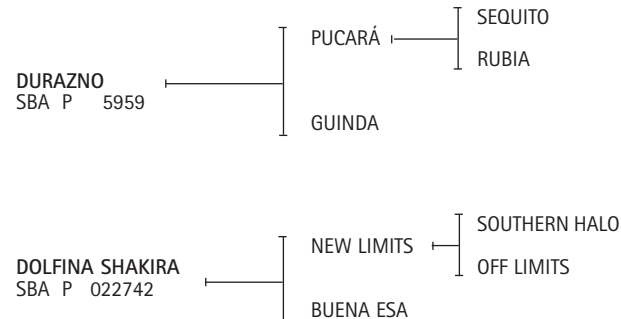 SEQUITO
PUCARÁ
RUBIA
DURAZNO
SBA P 5959
GUINDA
SOUTHERN HALO
NEW LIMITS
OFF LIMITS
DOLFINA SHAKIRA
SBA P 022742
BUENA ESA